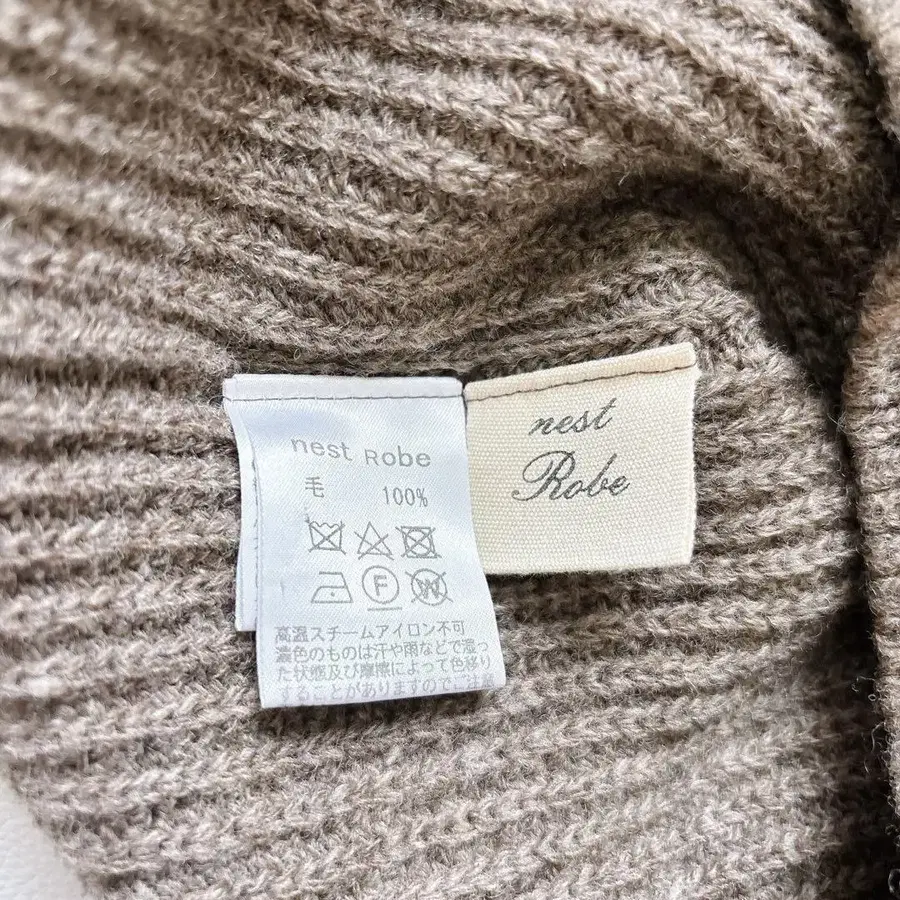 nest Robe
毛 100%
F
W
高温スチームアイロン不可
濃色のものは汗や雨などで湿っ
た状態及び摩擦によって色移り
することがありますのでご注意
nest
Robe